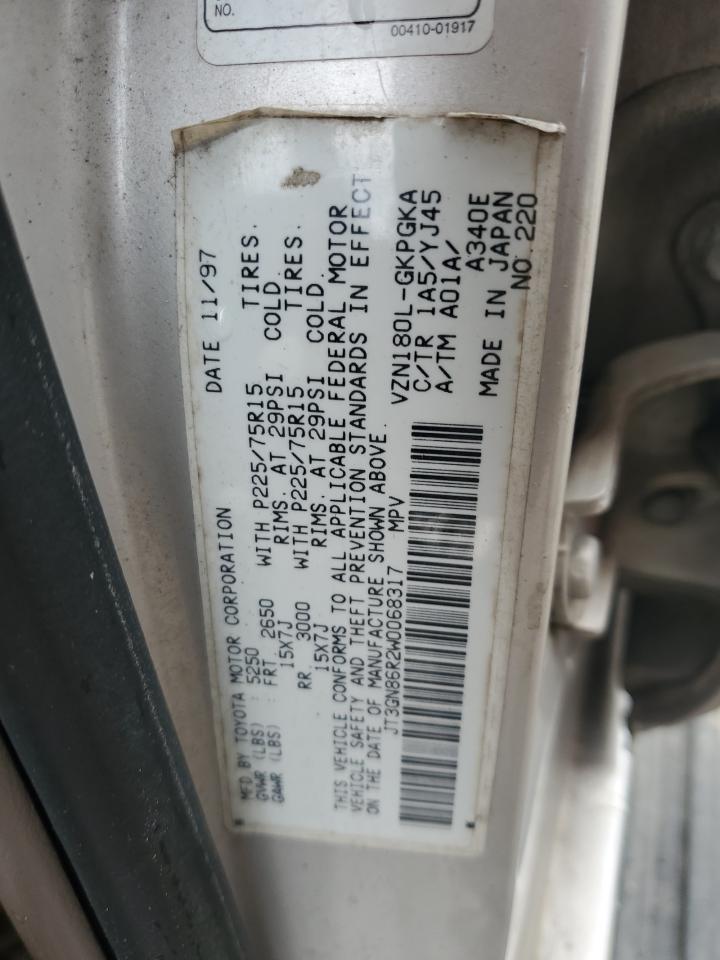 NO.
00410-01917
MFD BY TOYOTA MOTOR CORPORATION DATE 11/97
GVWR (LBS) : 5250
GAWR (LBS) : FRT 2650 WITH P225/75R15 TIRES.
15X7J RIMS. AT 29PSI COLD.
RR 3000 WITH P225/75R15 TIRES.
15X7J RIMS. AT 29PSI COLD.
THIS VEHICLE CONFORMS TO ALL APPLICABLE FEDERAL MOTOR
VEHICLE SAFETY AND THEFT PREVENTION STANDARDS IN EFFECT
ON THE DATE OF MANUFACTURE SHOWN ABOVE.
JT3GN86R2W0068317 MPV
VZN180L-GKPGKA
C/TR 1A5/YJ45
A/TM A01A/
A340E
MADE IN JAPAN
NO. 220